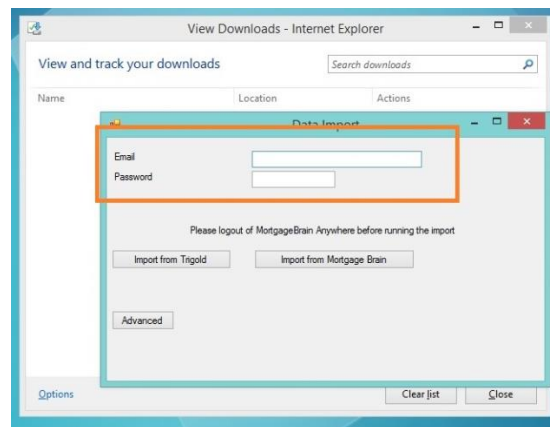 View Downloads - Internet Explorer
View and track your downloads
Search downloads
Name Location Actions
Data Import
Email
Password
Please logout of MortgageBrain Anywhere before running the import
Import from Trigold Import from Mortgage Brain
Advanced
Options Clear list Close